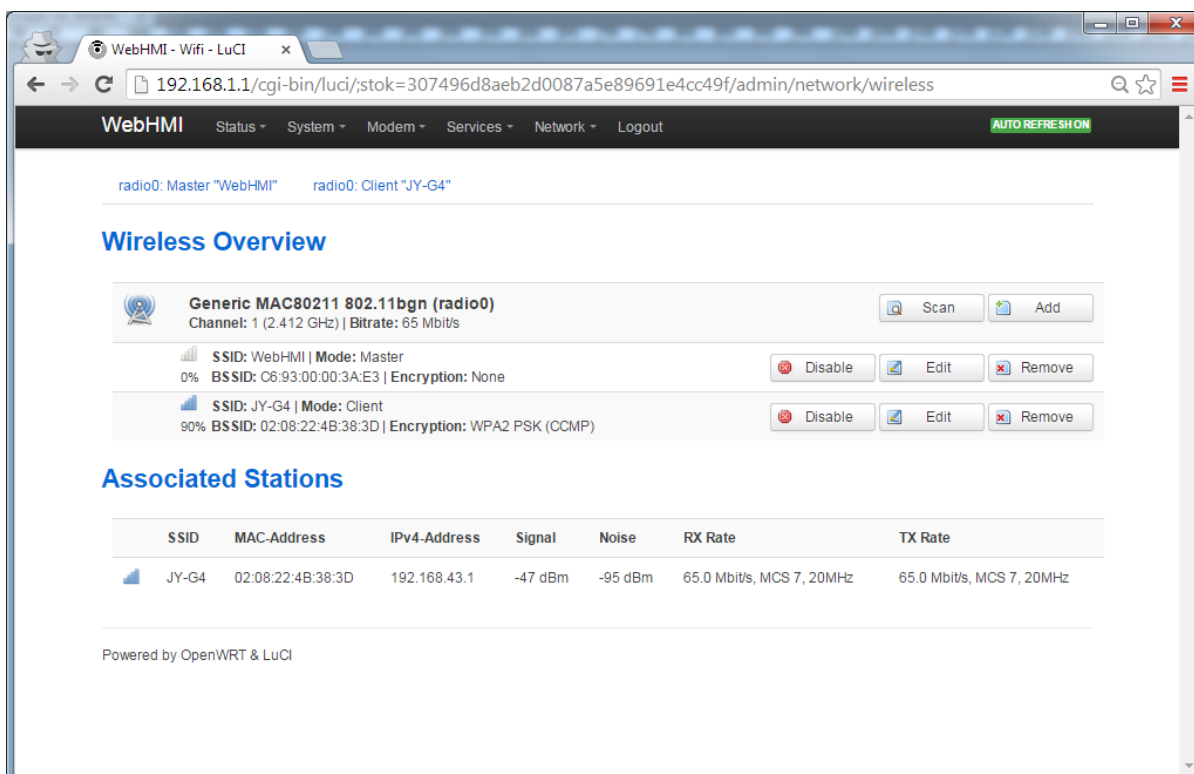 WebHMI - Wifi - LuCI
192.168.1.1/cgi-bin/luci/;stok=307496d8aeb2d0087a5e89691e4cc49f/admin/network/wireless
WebHMI Status System Modem Services Network Logout AUTO REFRESH ON
radio0: Master "WebHMI" radio0: Client "JY-G4"
Wireless Overview
Generic MAC80211 802.11bgn (radio0)
Channel: 1 (2.412 GHz) | Bitrate: 65 Mbit/s
Scan Add
SSID: WebHMI | Mode: Master
0% BSSID: C6:93:00:00:3A:E3 | Encryption: None
Disable Edit Remove
SSID: JY-G4 | Mode: Client
90% BSSID: 02:08:22:4B:38:3D | Encryption: WPA2 PSK (CCMP)
Disable Edit Remove
Associated Stations
SSID MAC-Address IPv4-Address Signal Noise RX Rate TX Rate
JY-G4 02:08:22:4B:38:3D 192.168.43.1 -47 dBm -95 dBm 65.0 Mbit/s, MCS 7, 20MHz 65.0 Mbit/s, MCS 7, 20MHz
Powered by OpenWRT & LuCI